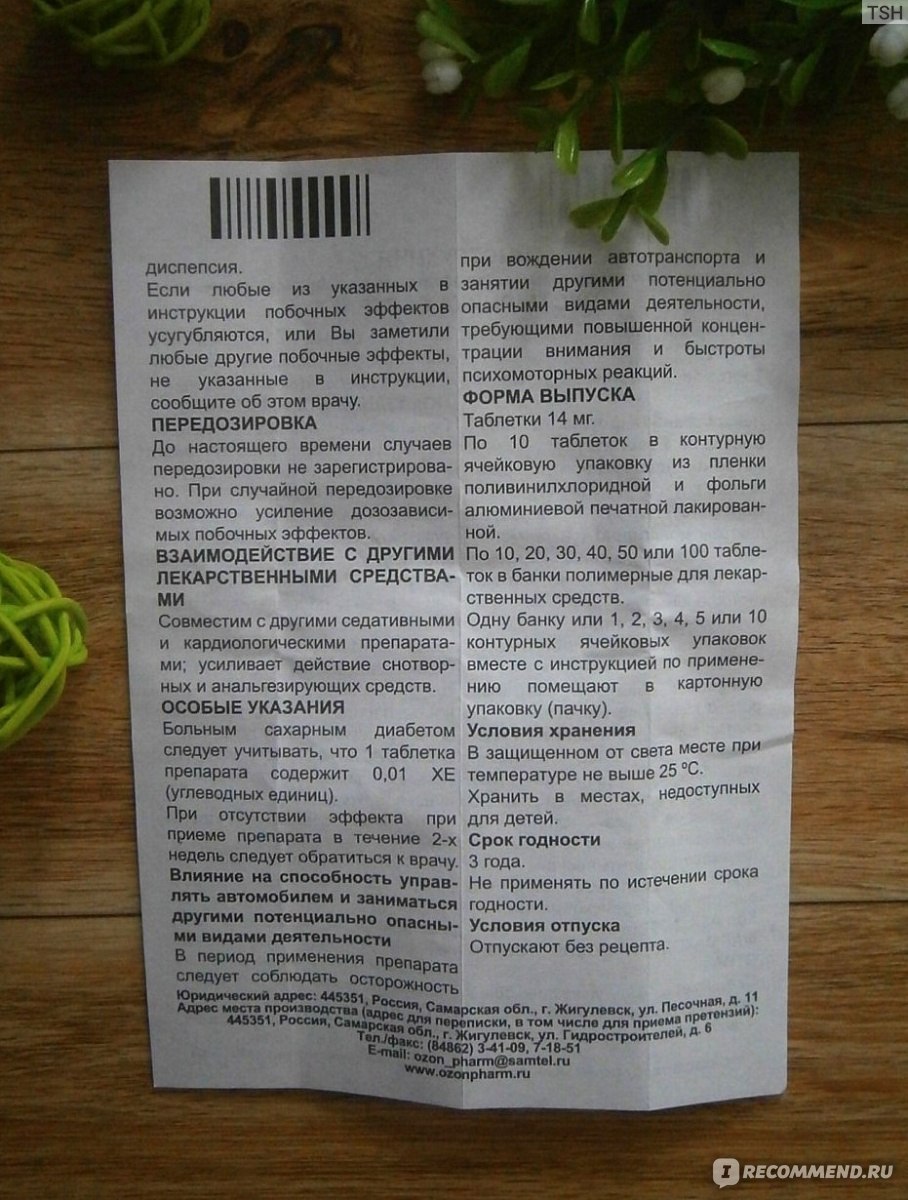 TSH
диспепсия.
Если любые из указанных в
инструкции побочных эффектов
усугубляются, или Вы заметили
любые другие побочные эффекты,
не указанные в инструкции,
сообщите об этом врачу.
ПЕРЕДОЗИРОВКА
До настоящего времени случаев
передозировки не зарегистрирова-
но. При случайной передозировке
возможно усиление дозозависи-
мых побочных эффектов.
ВЗАИМОДЕЙСТВИЕ С ДРУГИМИ
ЛЕКАРСТВЕННЫМИ СРЕДСТВА-
МИ
Совместим с другими седативными
и кардиологическими препарата-
ми; усиливает действие снотвор-
ных и анальгезирующих средств.
ОСОБЫЕ УКАЗАНИЯ
Больным сахарным диабетом
следует учитывать, что 1 таблетка
препарата содержит 0,01 ХЕ
(углеводных единиц).
При отсутствии эффекта при
приеме препарата в течение 2-х
недель следует обратиться к врачу.
Влияние на способность управ-
лять автомобилем и заниматься
другими потенциально опасны-
ми видами деятельности
В период применения препарата
следует соблюдать осторожность
при вождении автотранспорта и
занятии другими потенциально
опасными видами деятельности,
требующими повышенной концен-
трации внимания и быстроты
психомоторных реакций.
ФОРМА ВЫПУСКА
Таблетки 14 мг.
По 10 таблеток в контурную
ячейковую упаковку из пленки
поливинилхлоридной и фольги
алюминиевой печатной лакирован-
ной.
По 10, 20, 30, 40, 50 или 100 табле-
ток в банки полимерные для лекар-
ственных средств.
Одну банку или 1, 2, 3, 4, 5 или 10
контурных ячейковых упаковок
вместе с инструкцией по примене-
нию помещают в картонную
упаковку (пачку).
Условия хранения
В защищенном от света месте при
температуре не выше 25 ºС.
Хранить в местах, недоступных
для детей.
Срок годности
3 года.
Не применять по истечении срока
годности.
Условия отпуска
Отпускают без рецепта.
Юридический адрес: 445351, Россия, Самарская обл., г. Жигулевск, ул. Песочная, д. 11
Адрес места производства (адрес для переписки, в том числе для приема претензий):
445351, Россия, Самарская обл., г. Жигулевск, ул. Гидростроителей, д. 6
Тел./факс: (84862) 3-41-09, 7-18-51
E-mail: ozon_pharm@samtel.ru
www.ozonpharm.ru
I RECOMMEND.RU